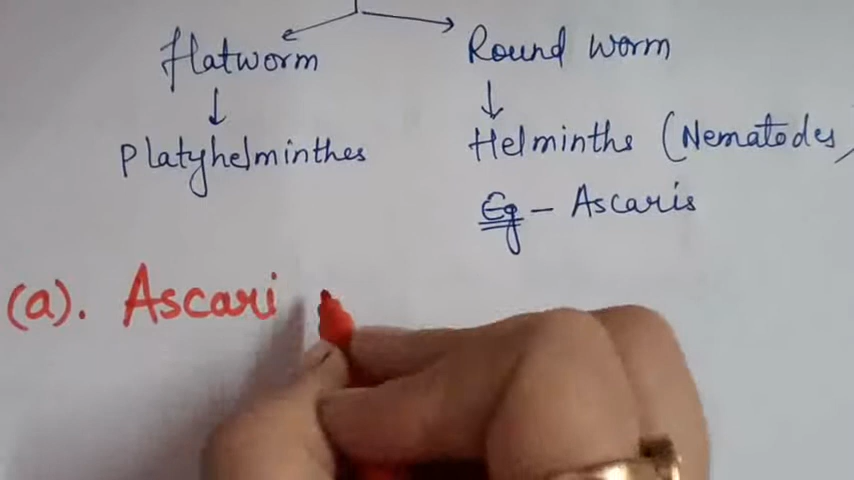 Flatworm Round worm
Platyhelminthes Helminths (Nematodes)
Eg - Ascaris
(a). Ascari